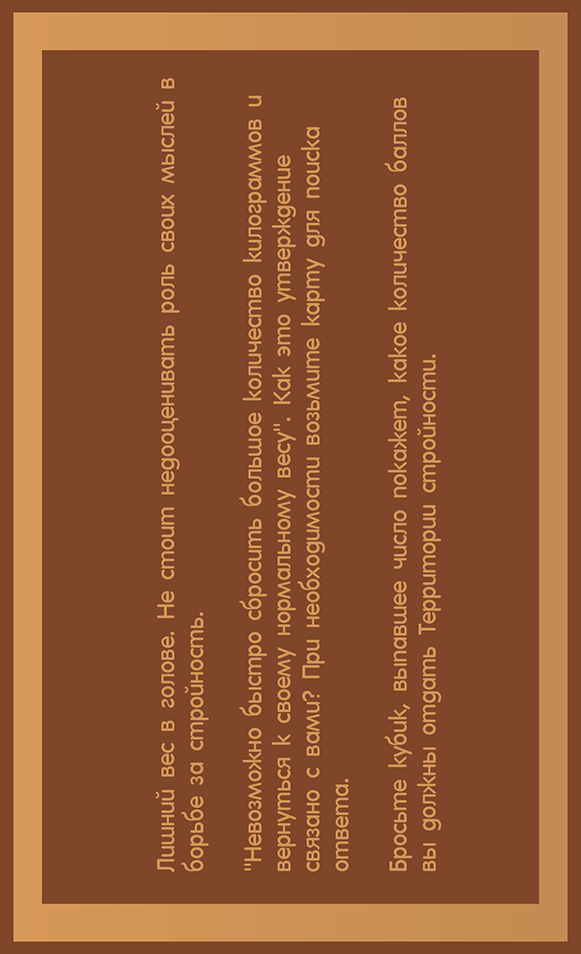 Лишний вес в голове. Не стоит недооценивать роль своих мыслей в
борьбе за стройность.
"Невозможно быстро сбросить большое количество килограммов и
вернуться к своему нормальному весу". Как это утверждение
связано с вами? При необходимости возьмите карту для поиска
ответа.
Бросьте кубик, выпавшее число покажет, какое количество баллов
вы должны отдать Территории стройности.